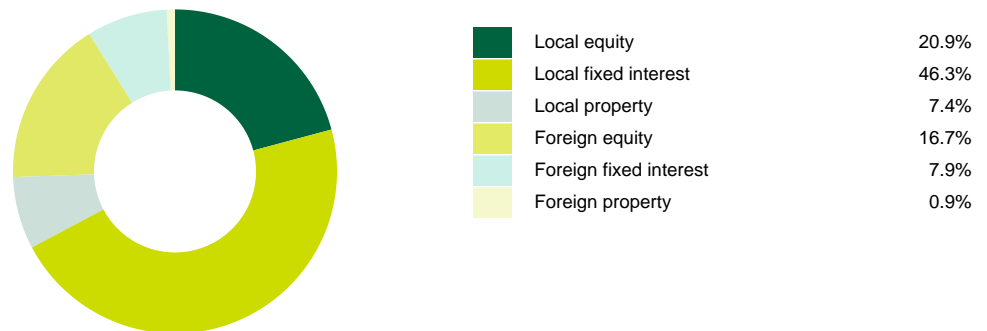 Local equity 20.9%
Local fixed interest 46.3%
Local property 7.4%
Foreign equity 16.7%
Foreign fixed interest 7.9%
Foreign property 0.9%